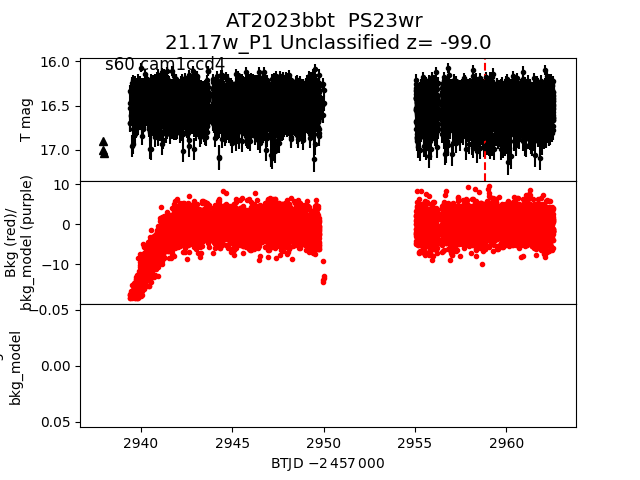 AT2023bbt  PS23wr
21.17w_P1 Unclassified z= -99.0
s60 cam1ccd4
16.0
16.5
17.0
T mag
10
0
−10
Bkg (red)/
bkg_model (purple)
−0.05
0.00
0.05
bkg_model
2940
2945
2950
2955
2960
BTJD −2 457 000